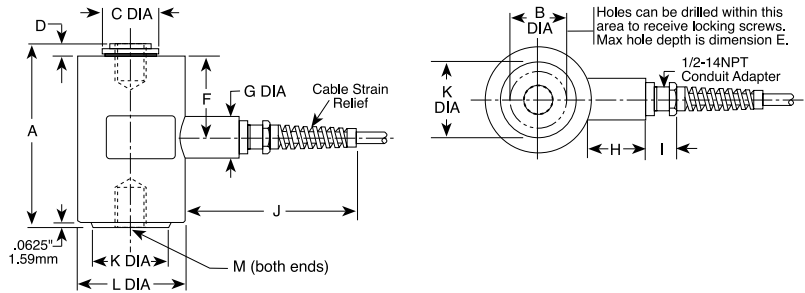 D
C DIA
A
F
G DIA
Cable Strain
Relief
J
.0625"
1.59mm
K DIA
L DIA
M (both ends)
B
DIA
Holes can be drilled within this
area to receive locking screws.
Max hole depth is dimension E.
1/2-14NPT
Conduit Adapter
K
DIA
H
I